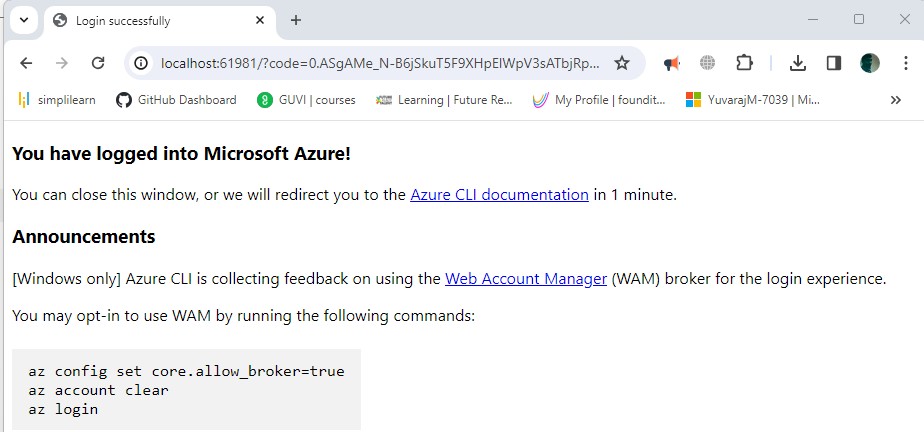 Login successfully
localhost:61981/?code=0.ASgAMe_N-B6jSkuT5F9XHpEIWpV3sATbjRp...
simplilearn
GitHub Dashboard
GUVI | courses
Learning | Future Re...
My Profile | foundit...
YuvarajM-7039 | Mi...
You have logged into Microsoft Azure!
You can close this window, or we will redirect you to the Azure CLI documentation in 1 minute.
Announcements
[Windows only] Azure CLI is collecting feedback on using the Web Account Manager (WAM) broker for the login experience.
You may opt-in to use WAM by running the following commands:
az config set core.allow_broker=true
az account clear
az login